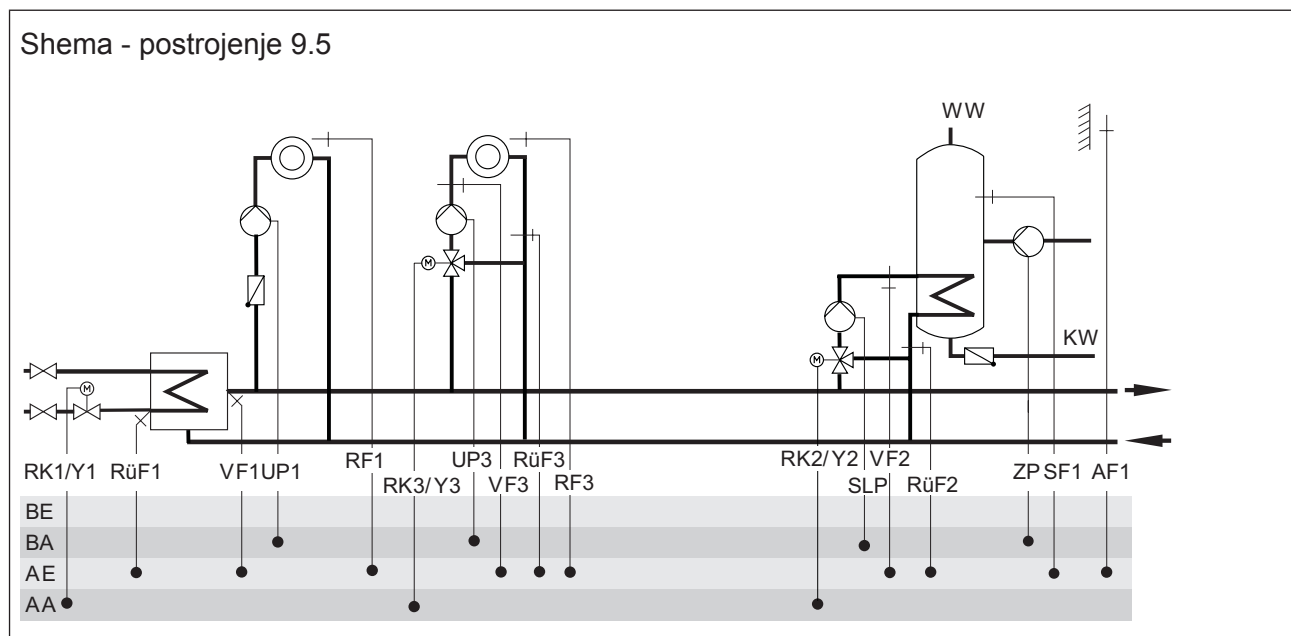 Shema - postrojenje 9.5
WW
M
KW
M
M
RK1/Y1 RüF1 VF1 UP1 RF1 UP3 RüF3 RK2/Y2 VF2 ZP SF1 AF1
RK3/Y3 VF3 RF3 SLP RüF2
BE
BA
AE
AA